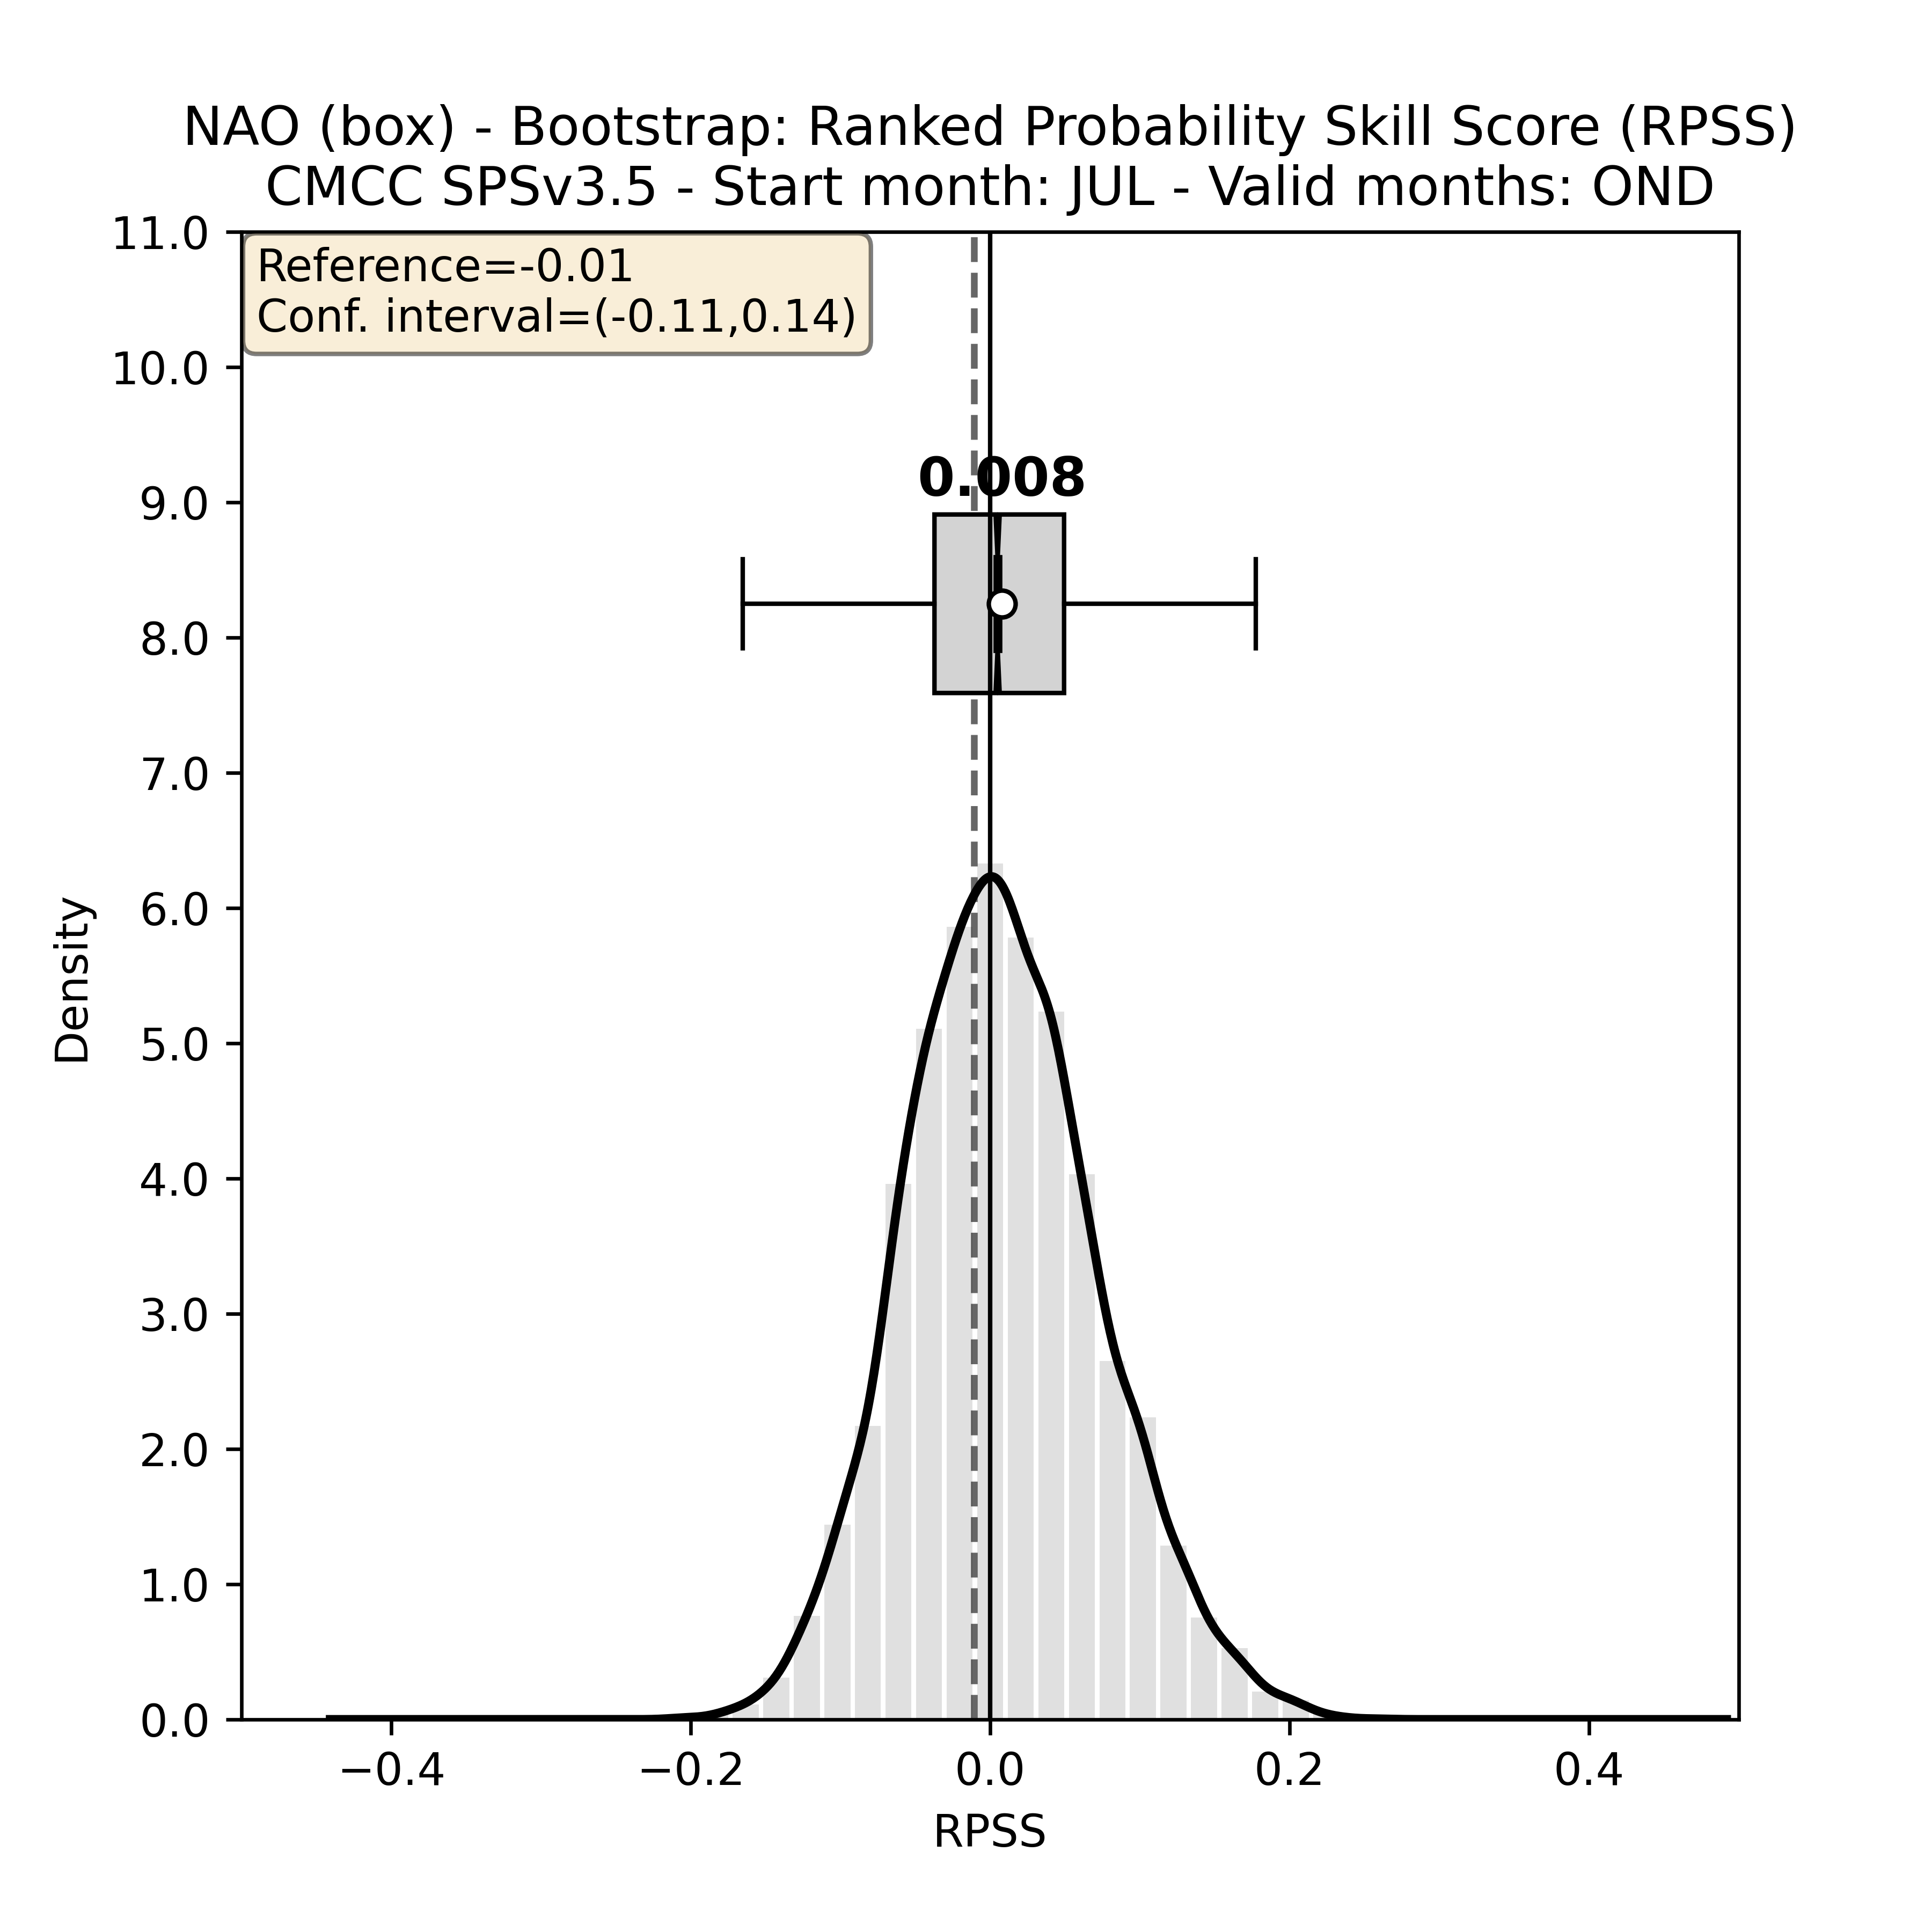 NAO (box) - Bootstrap: Ranked Probability Skill Score (RPSS)
CMCC SPSv3.5 - Start month: JUL - Valid months: OND
Reference=-0.01
Conf. interval=(-0.11,0.14)
0.008
11.0
10.0
9.0
8.0
7.0
6.0
5.0
4.0
3.0
2.0
1.0
0.0
Density
−0.4 −0.2 0.0 0.2 0.4
RPSS